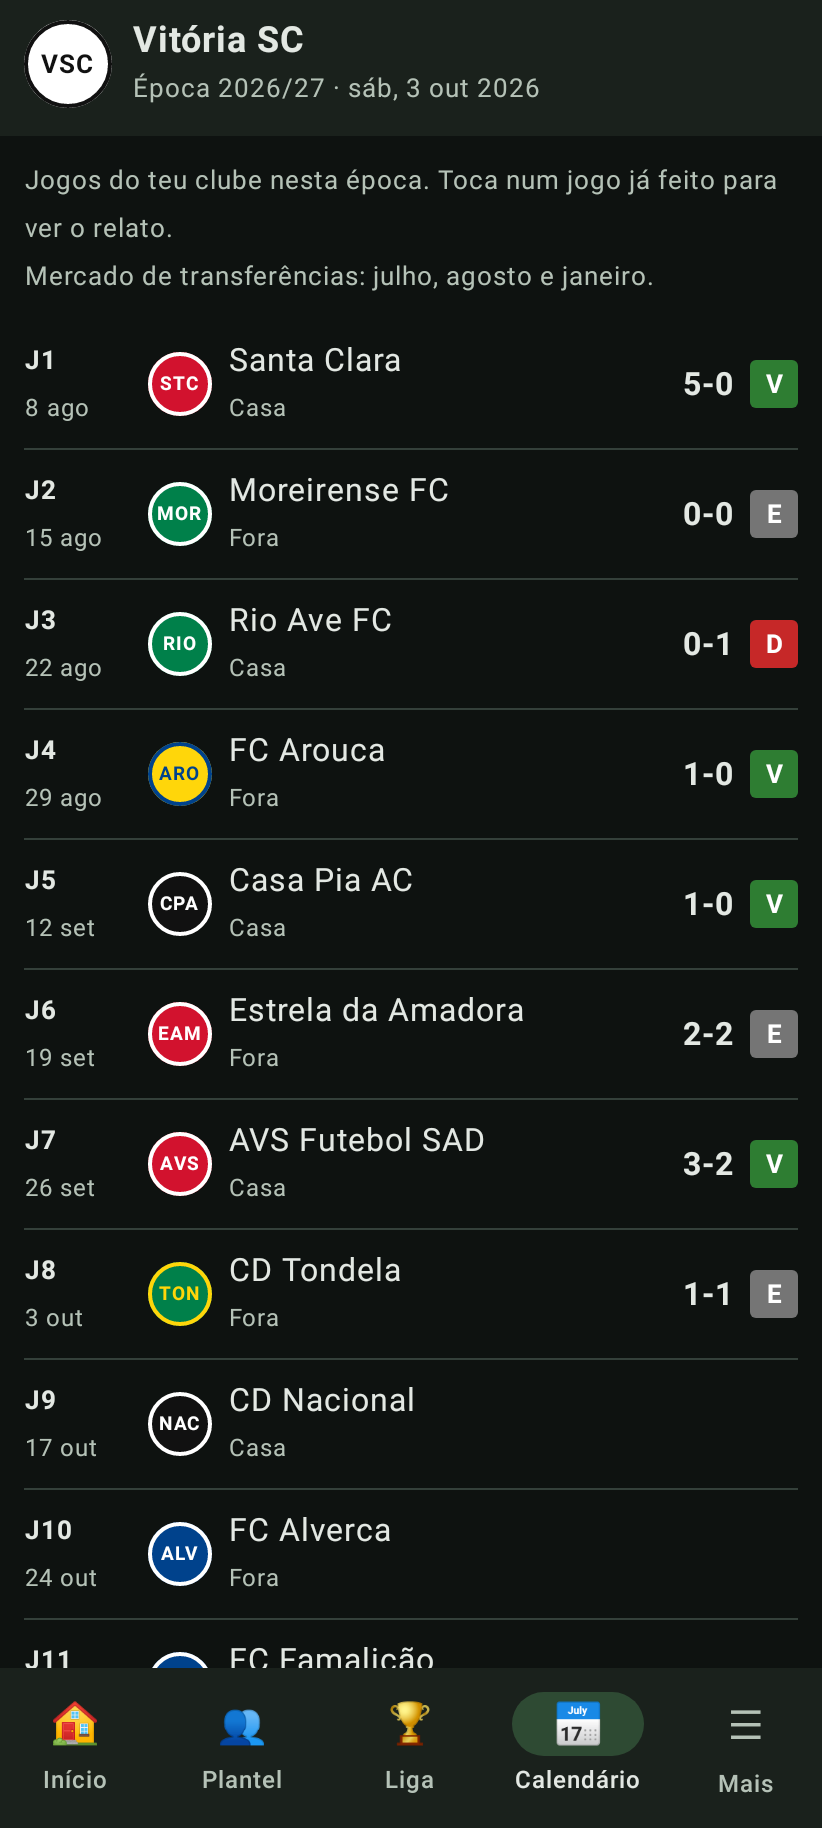 VSC
Vitória SC
Época 2026/27 · sáb, 3 out 2026
Jogos do teu clube nesta época. Toca num jogo já feito para
ver o relato.
Mercado de transferências: julho, agosto e janeiro.
J1
8 ago
STC
Santa Clara
Casa
5-0
V
J2
15 ago
MOR
Moreirense FC
Fora
0-0
E
J3
22 ago
RIO
Rio Ave FC
Casa
0-1
D
J4
29 ago
ARO
FC Arouca
Fora
1-0
V
J5
12 set
CPA
Casa Pia AC
Casa
1-0
V
J6
19 set
EAM
Estrela da Amadora
Fora
2-2
E
J7
26 set
AVS
AVS Futebol SAD
Casa
3-2
V
J8
3 out
TON
CD Tondela
Fora
1-1
E
J9
17 out
NAC
CD Nacional
Casa
J10
24 out
ALV
FC Alverca
Fora
J11
FC Famalicão
July
17
Início
Plantel
Liga
Calendário
Mais